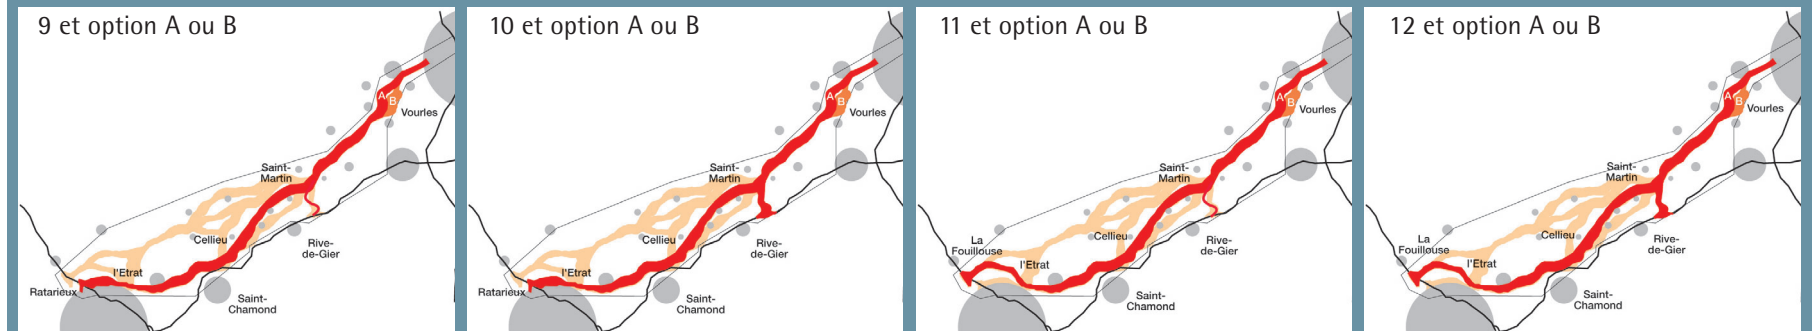 9 et option A ou B
A
B
Vourles
Saint-
Martin
Cellieu
Rive-
de-Gier
l'Etrat
Ratarieux
Saint-
Chamond
10 et option A ou B
A
B
Vourles
Saint-
Martin
Cellieu
Rive-
de-Gier
l'Etrat
Ratarieux
Saint-
Chamond
11 et option A ou B
A
B
Vourles
Saint-
Martin
Cellieu
Rive-
de-Gier
La
Fouillouse
l'Etrat
Saint-
Chamond
12 et option A ou B
A
B
Vourles
Saint-
Martin
Cellieu
Rive-
de-Gier
La
Fouillouse
l'Etrat
Saint-
Chamond